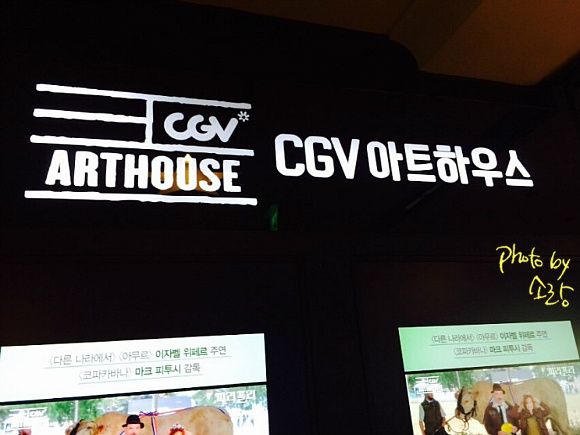 CGV
ARTHOUSE
CGV 아트하우스
Photo by
소랑
〈다른 나라에서〉 〈아무르〉 이자벨 위페르 주연
〈코파카바나〉 마크 피투시 감독
〈다른 나라에서〉 〈아무르〉 이자벨 위페르 주연
〈코파카바나〉 마크 피투시 감독